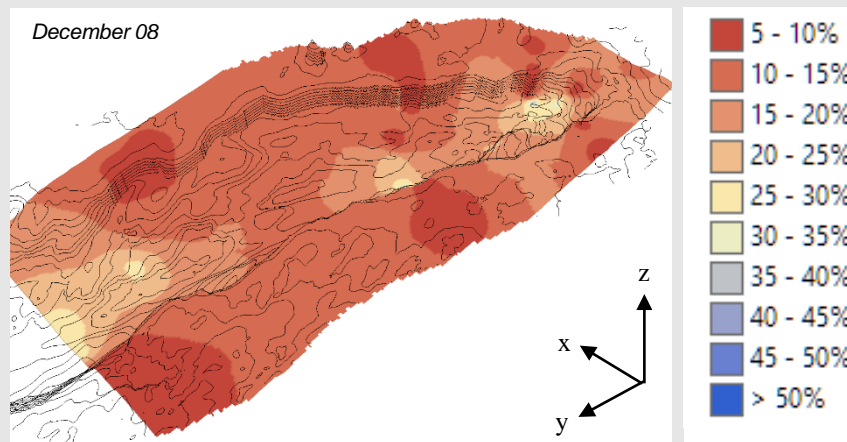 December 08
z
x
y
5 - 10%
10 - 15%
15 - 20%
20 - 25%
25 - 30%
30 - 35%
35 - 40%
40 - 45%
45 - 50%
> 50%